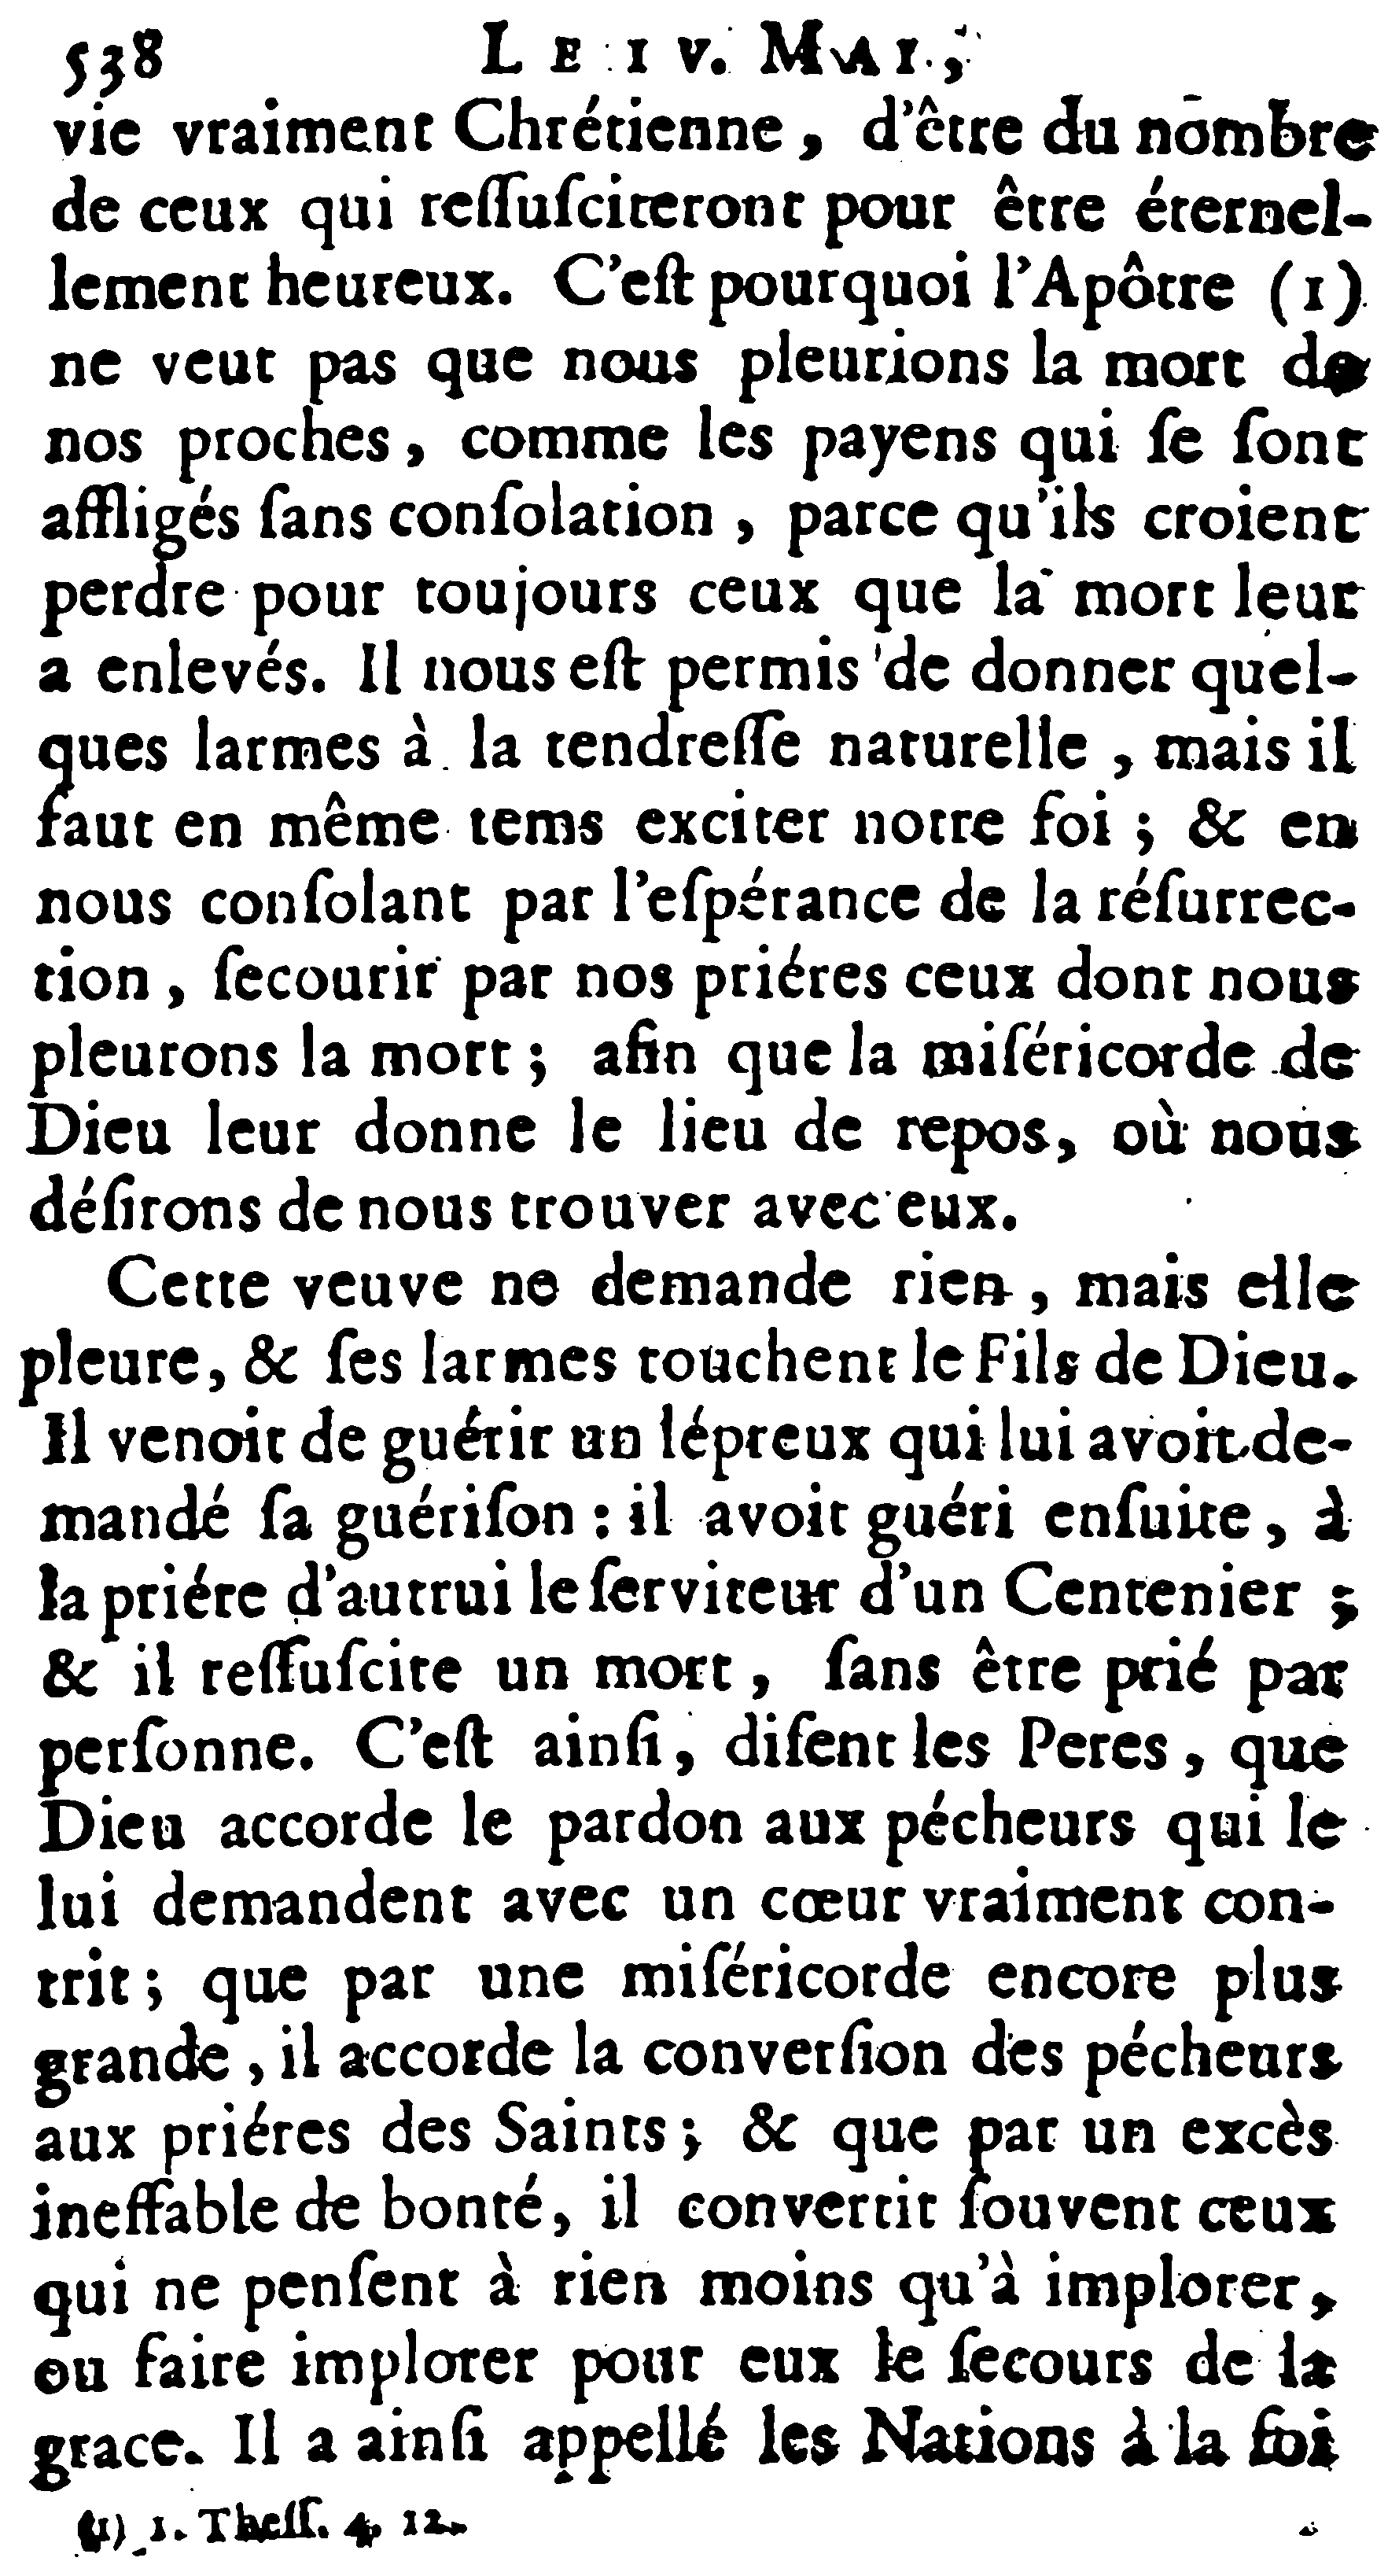 538 LE IV. MAI,
vie vraiment Chrétienne, d'être du nombre
de ceux qui reſſuſciteront pour être éternel-
lement heureux. C'eſt pourquoi l'Apôtre (1)
ne veut pas que nous pleurions la mort de
nos proches, comme les payens qui ſe ſont
affligés ſans conſolation, parce qu'ils croient
perdre pour toujours ceux que la mort leur
a enlevés. Il nous eſt permis de donner quel-
ques larmes à la tendreſſe naturelle, mais il
faut en même tems exciter notre foi; & en
nous conſolant par l'eſpérance de la réſurrec-
tion, ſecourir par nos priéres ceux dont nous
pleurons la mort; afin que la miſéricorde de
Dieu leur donne le lieu de repos, où nous
déſirons de nous trouver avec eux.
Cette veuve ne demande rien, mais elle
pleure, & ſes larmes touchent le Fils de Dieu.
Il venoit de guérir un lépreux qui lui avoit de-
mandé ſa guériſon: il avoit guéri enſuite, à
la priére d'autrui le ſerviteur d'un Centenier;
& il reſſuſcite un mort, ſans être prié par
perſonne. C'eſt ainſi, diſent les Peres, que
Dieu accorde le pardon aux pécheurs qui le
lui demandent avec un cœur vraiment con-
trit; que par une miſéricorde encore plus
grande, il accorde la converſion des pécheurs
aux priéres des Saints; & que par un excès
ineffable de bonté, il convertit ſouvent ceux
qui ne penſent à rien moins qu'à implorer,
ou faire implorer pour eux le ſecours de la
grace. Il a ainſi appellé les Nations à la foi
(1) 1. Theſſ. 4. 12.